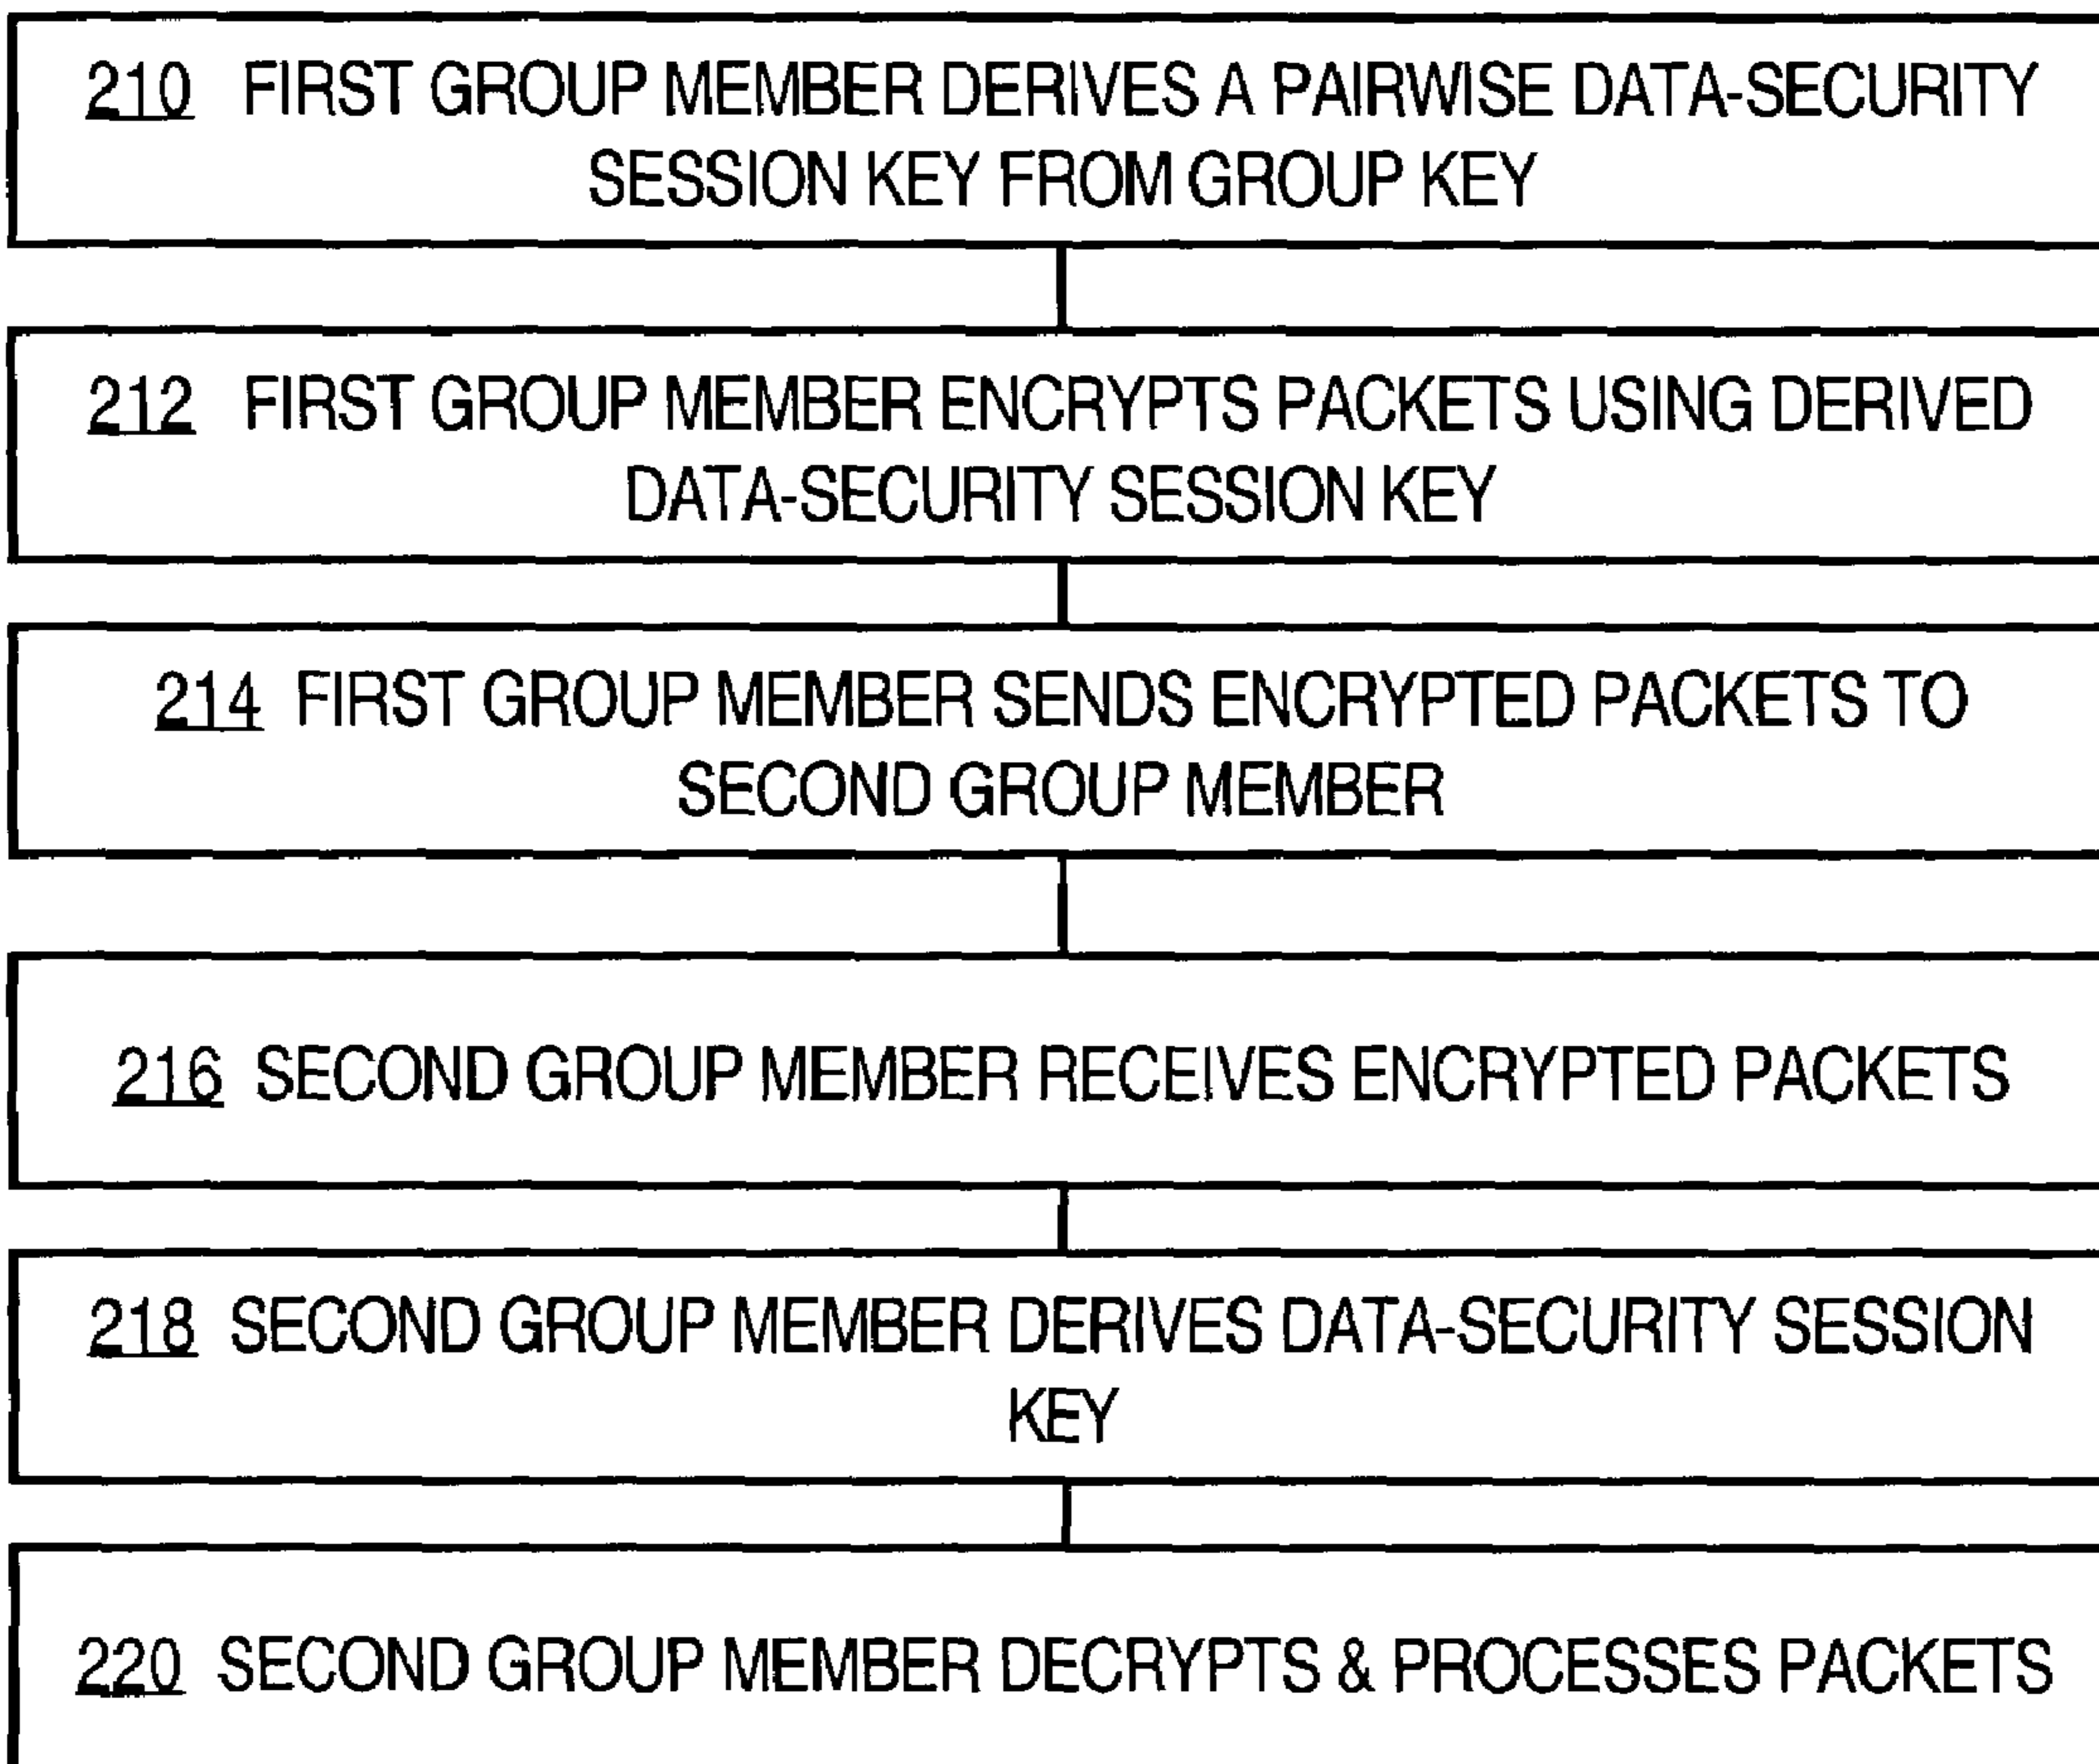 210 FIRST GROUP MEMBER DERIVES A PAIRWISE DATA-SECURITY
SESSION KEY FROM GROUP KEY
212 FIRST GROUP MEMBER ENCRYPTS PACKETS USING DERIVED
DATA-SECURITY SESSION KEY
214 FIRST GROUP MEMBER SENDS ENCRYPTED PACKETS TO
SECOND GROUP MEMBER
216 SECOND GROUP MEMBER RECEIVES ENCRYPTED PACKETS
218 SECOND GROUP MEMBER DERIVES DATA-SECURITY SESSION
KEY
220 SECOND GROUP MEMBER DECRYPTS & PROCESSES PACKETS